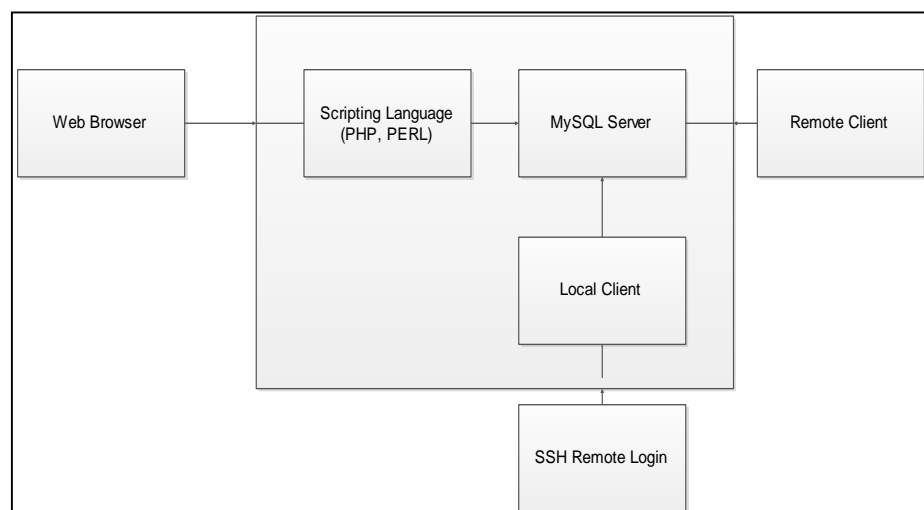 Web Browser
Scripting Language
(PHP, PERL)
MySQL Server
Remote Client
Local Client
SSH Remote Login